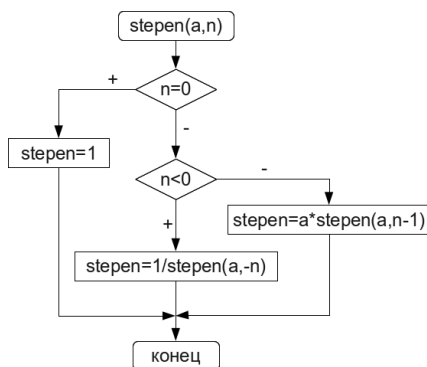 stepen(a,n)
+
n=0
-
stepen=1
n<0
-
+
stepen=a*stepen(a,n-1)
stepen=1/stepen(a,-n)
конец